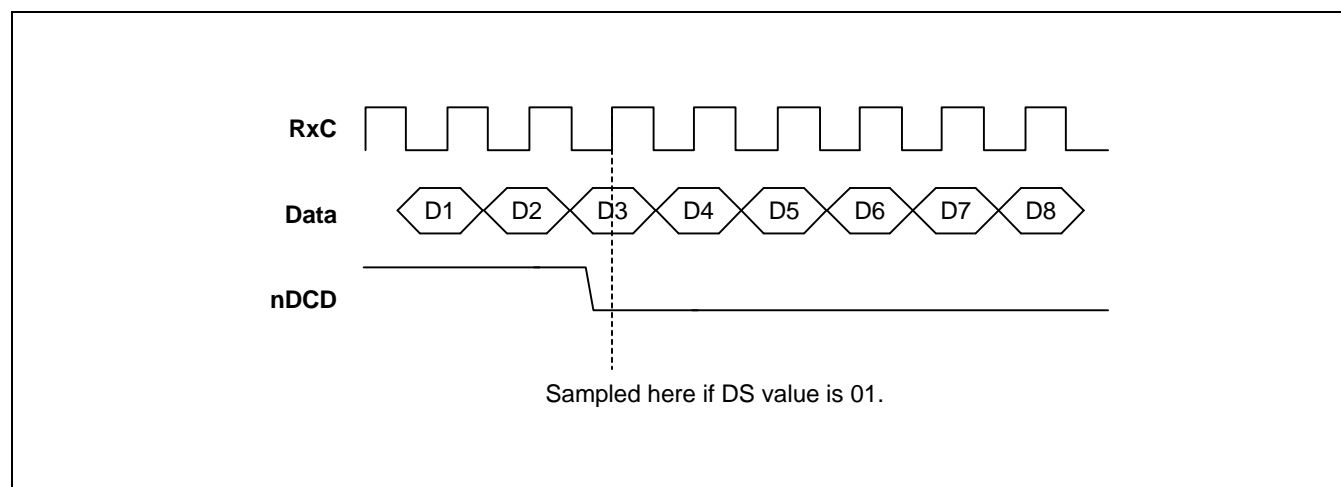 RxC
Data
D1 D2 D3 D4 D5 D6 D7 D8
nDCD
Sampled here if DS value is 01.